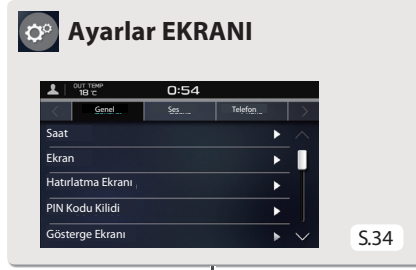 Ayarlar EKRANI
OUT TEMP
18°C
0:54
Genel Ses Telefon
Saat
Ekran
Hatırlatma Ekranı
PIN Kodu Kilidi
Gösterge Ekranı
S.34